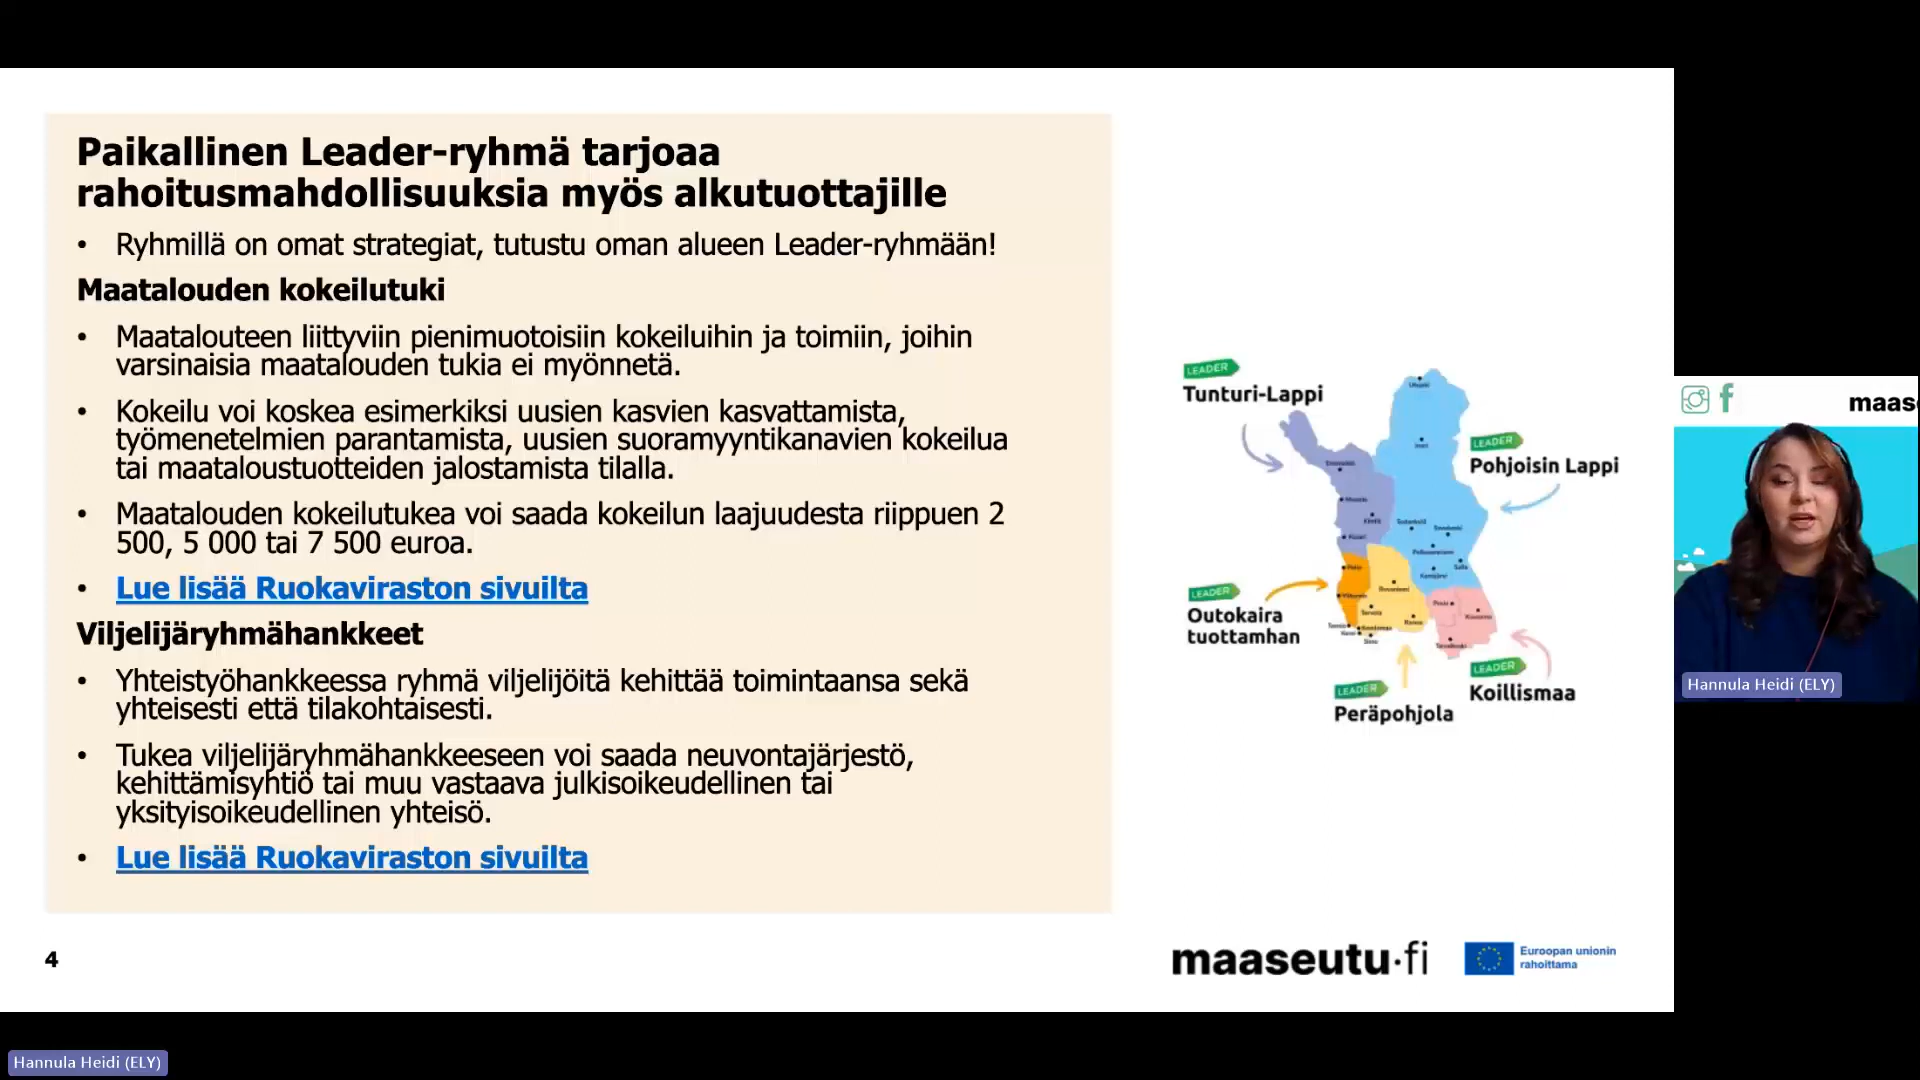 Paikallinen Leader-ryhmä tarjoaa
rahoitusmahdollisuuksia myös alkutuottajille
• Ryhmillä on omat strategiat, tutustu oman alueen Leader-ryhmään!
Maatalouden kokeilutuki
• Maatalouteen liittyviin pienimuotoisiin kokeiluihin ja toimiin, joihin
varsinaisia maatalouden tukia ei myönnetä.
• Kokeilu voi koskea esimerkiksi uusien kasvien kasvattamista,
työmenetelmien parantamista, uusien suoramyyntikanavien kokeilua
tai maataloustuotteiden jalostamista tilalla.
• Maatalouden kokeilutukea voi saada kokeilun laajuudesta riippuen 2
500, 5 000 tai 7 500 euroa.
• Lue lisää Ruokaviraston sivuilta
Viljelijäryhmähankkeet
• Yhteistyöhankkeessa ryhmä viljelijöitä kehittää toimintaansa sekä
yhteisesti että tilakohtaisesti.
• Tukea viljelijäryhmähankkeeseen voi saada neuvontajärjestö,
kehittämisyhtiö tai muu vastaava julkisoikeudellinen tai
yksityisoikeudellinen yhteisö.
• Lue lisää Ruokaviraston sivuilta
LEADER
Tunturi-Lappi
LEADER
Pohjoisin Lappi
LEADER
Outokaira
tuottamhan
LEADER
Peräpohjola
LEADER
Koillismaa
4
maaseutu.fi
Euroopan unionin
rahoittama
maas
Hannula Heidi (ELY)
Hannula Heidi (ELY)